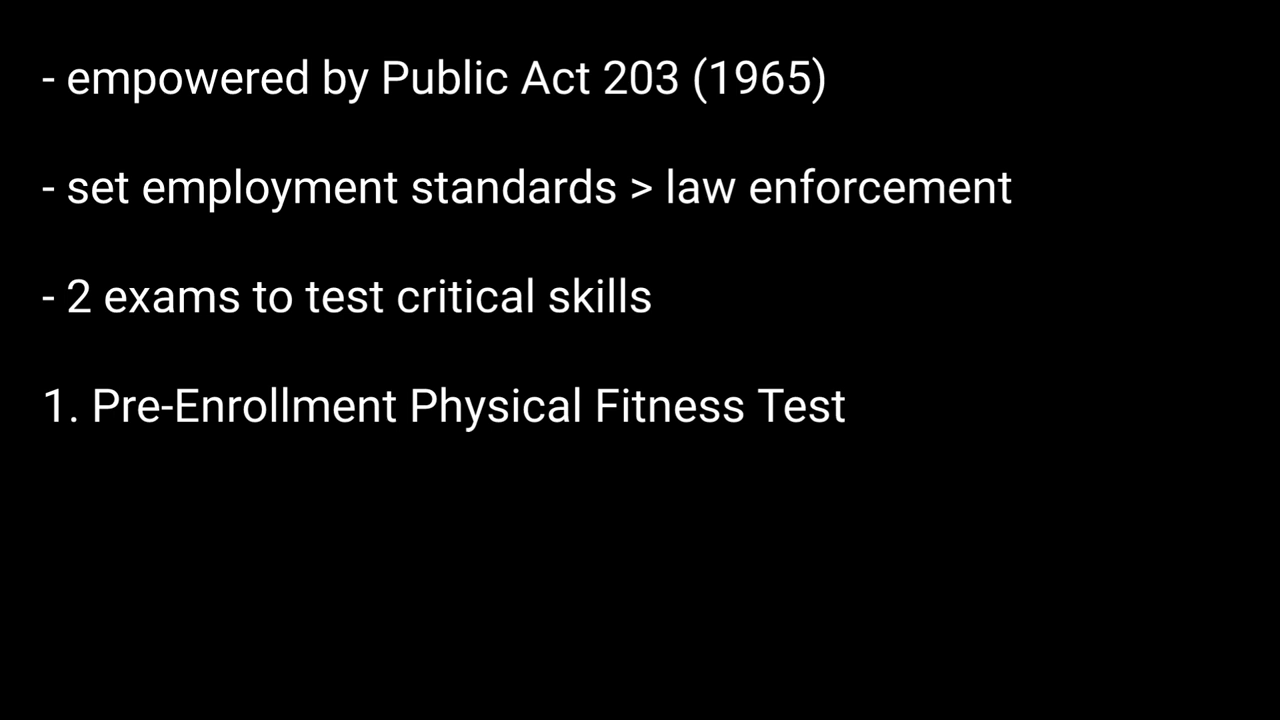 - empowered by Public Act 203 (1965)
- set employment standards > law enforcement
- 2 exams to test critical skills
1. Pre-Enrollment Physical Fitness Test